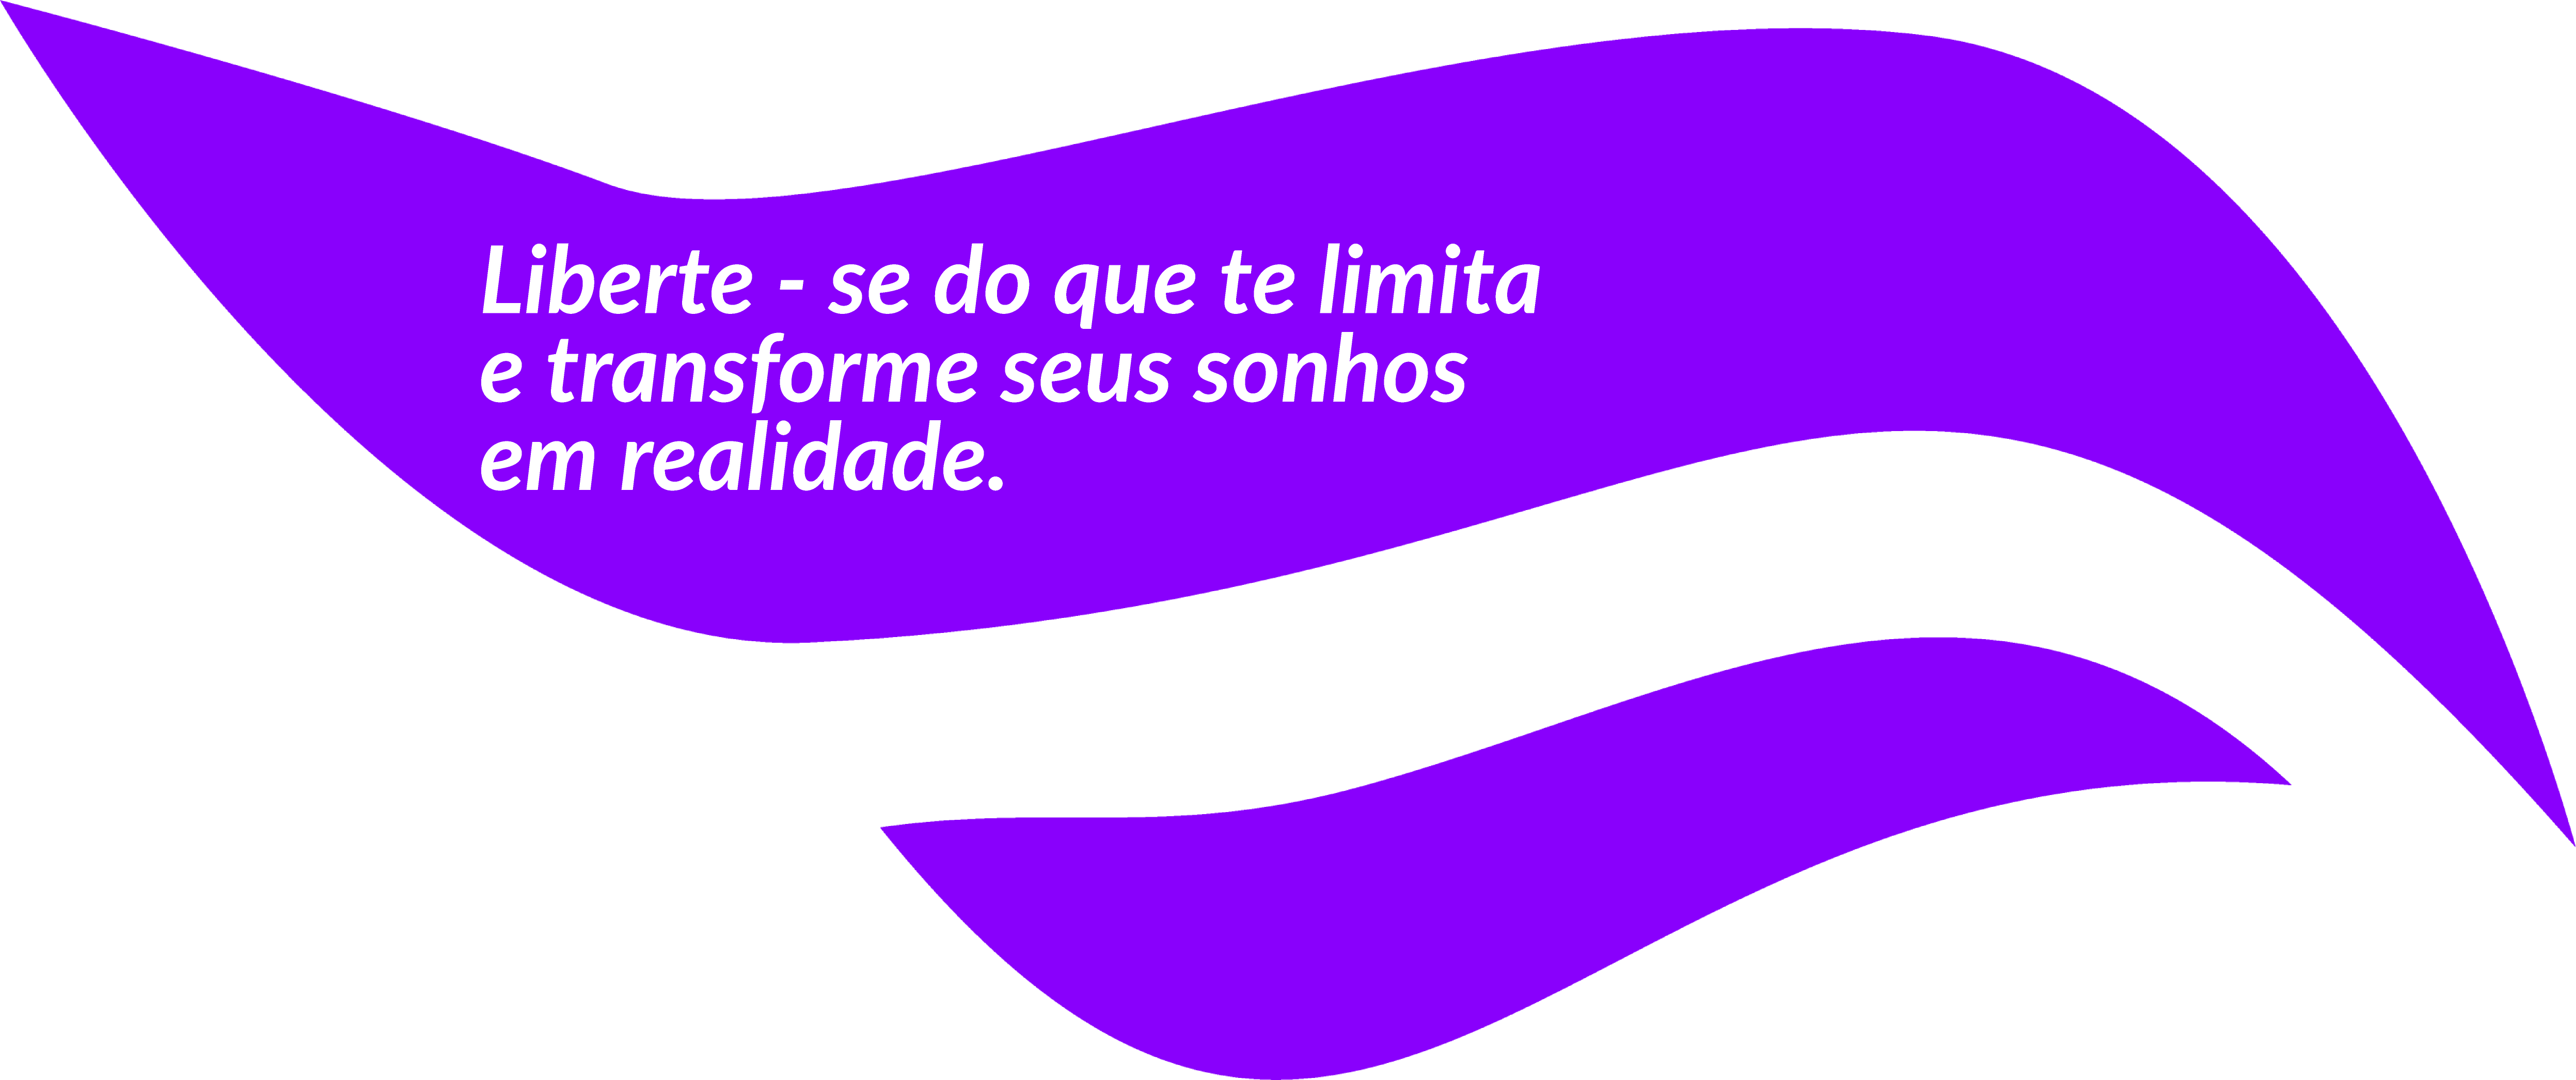 Liberte - se do que te limita
e transforme seus sonhos
em realidade.